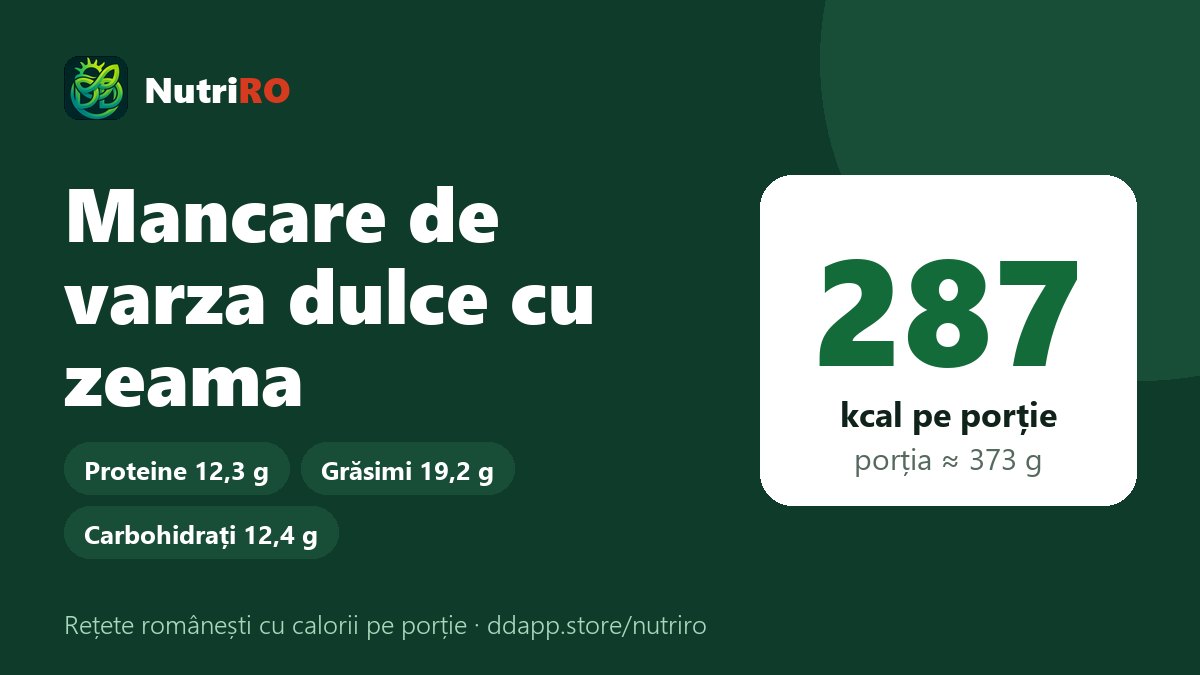 NutriRO
Mancare de
varza dulce cu
zeama
Proteine 12,3 g
Grăsimi 19,2 g
Carbohidrați 12,4 g
287
kcal pe porție
porția ≈ 373 g
Rețete românești cu calorii pe porție · ddapp.store/nutriro